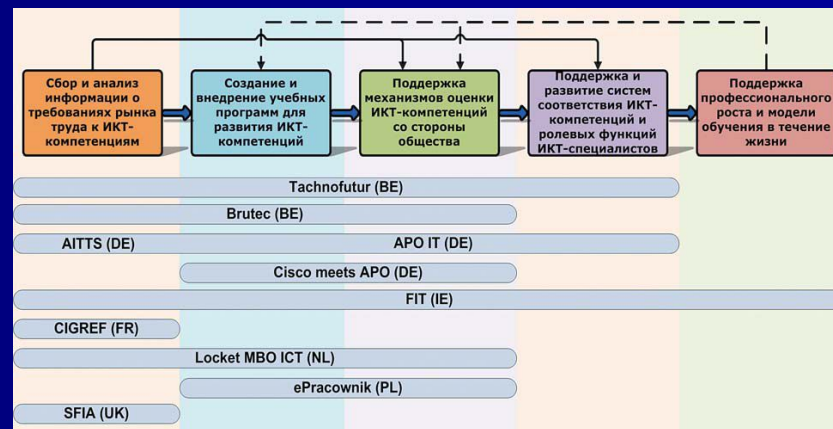 Сбор и анализ
информации о
требованиях рынка
труда к ИКТ-
компетенциям
Создание и
внедрение учебных
программ для
развития ИКТ-
компетенций
Поддержка
механизмов оценки
ИКТ-компетенций
со стороны
общества
Поддержка и
развитие систем
соответствия ИКТ-
компетенций и
ролевых функций
ИКТ-специалистов
Поддержка
профессионального
роста и модели
обучения в течение
жизни
Tachnofutur (BE)
Brutec (BE)
AITTS (DE) APO IT (DE)
Cisco meets APO (DE)
FIT (IE)
CIGREF (FR)
Locket MBO ICT (NL)
ePracownik (PL)
SFIA (UK)